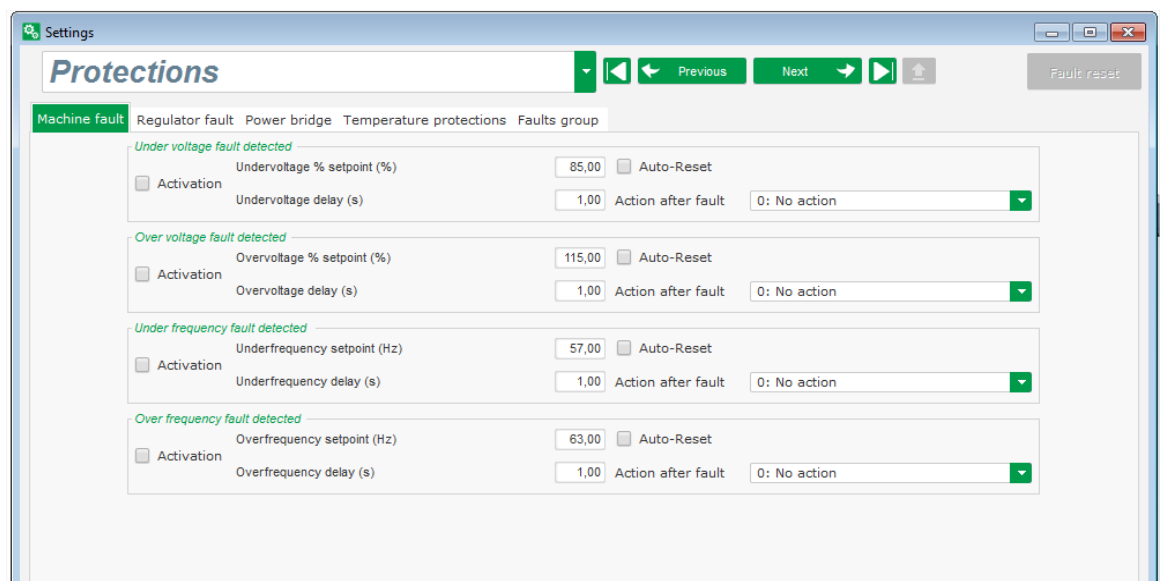 Settings
Protections
Previous Next Fault reset
Machine fault Regulator fault Power bridge Temperature protections Faults group
Under voltage fault detected
Undervoltage % setpoint (%) 85,00 Auto-Reset
Activation
Undervoltage delay (s) 1,00 Action after fault 0: No action
Over voltage fault detected
Overvoltage % setpoint (%) 115,00 Auto-Reset
Activation
Overvoltage delay (s) 1,00 Action after fault 0: No action
Under frequency fault detected
Underfrequency setpoint (Hz) 57,00 Auto-Reset
Activation
Underfrequency delay (s) 1,00 Action after fault 0: No action
Over frequency fault detected
Overfrequency setpoint (Hz) 63,00 Auto-Reset
Activation
Overfrequency delay (s) 1,00 Action after fault 0: No action